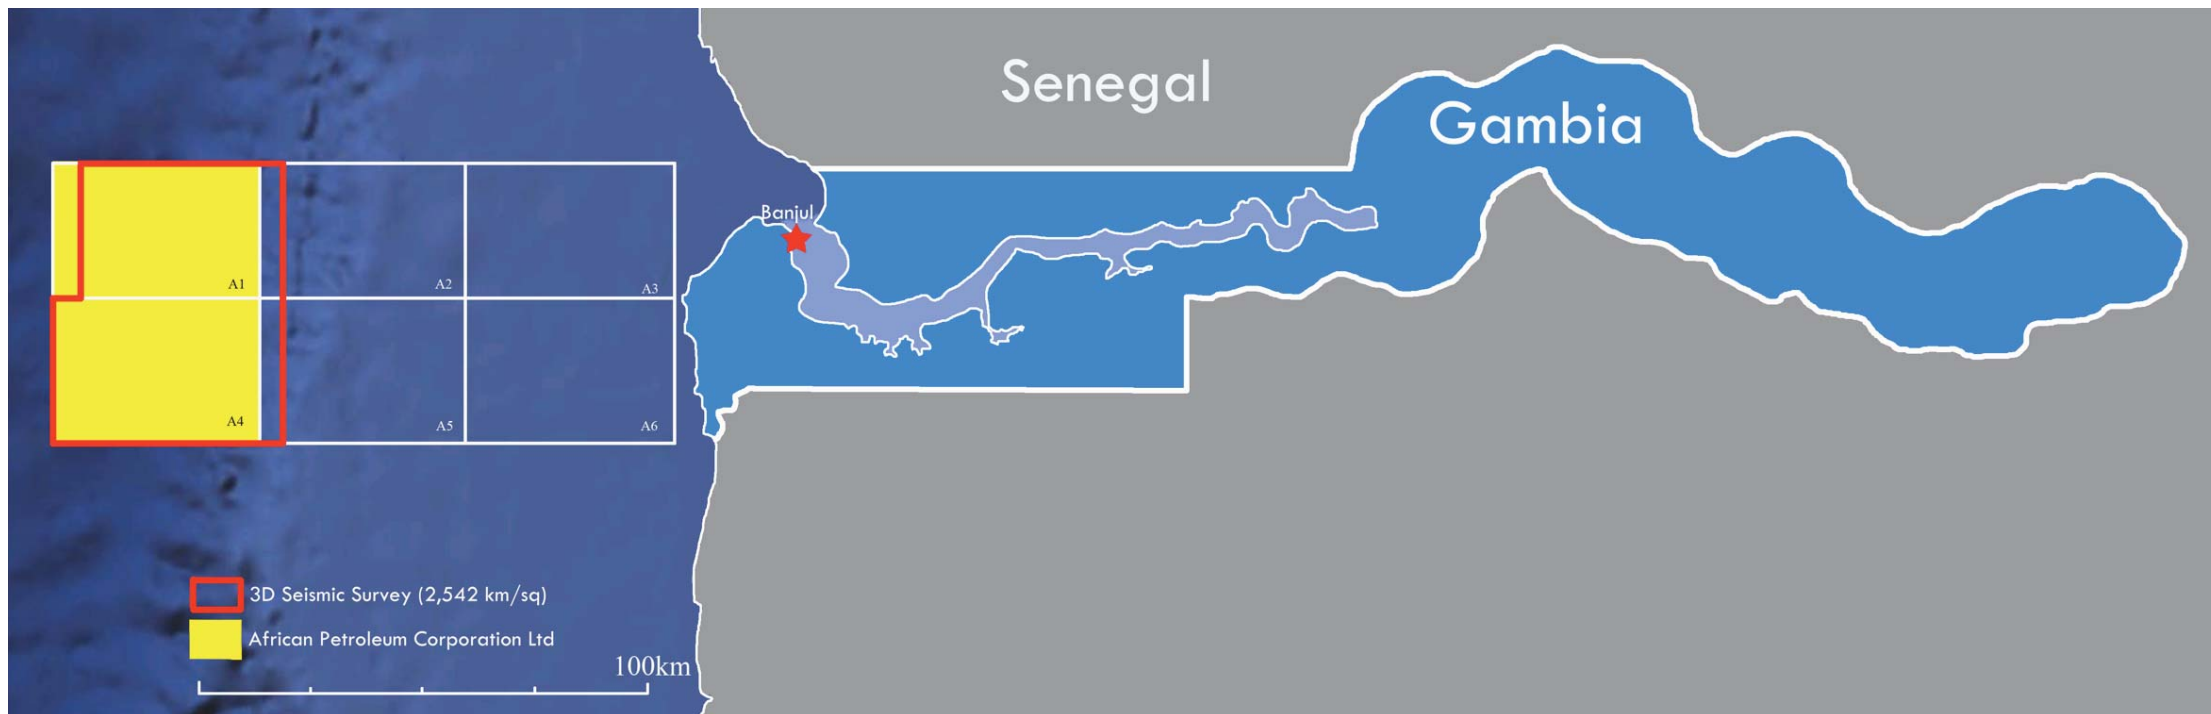 Senegal
Gambia
Banjul
A1
A2
A3
A4
A5
A6
3D Seismic Survey (2,542 km/sq)
African Petroleum Corporation Ltd
100km